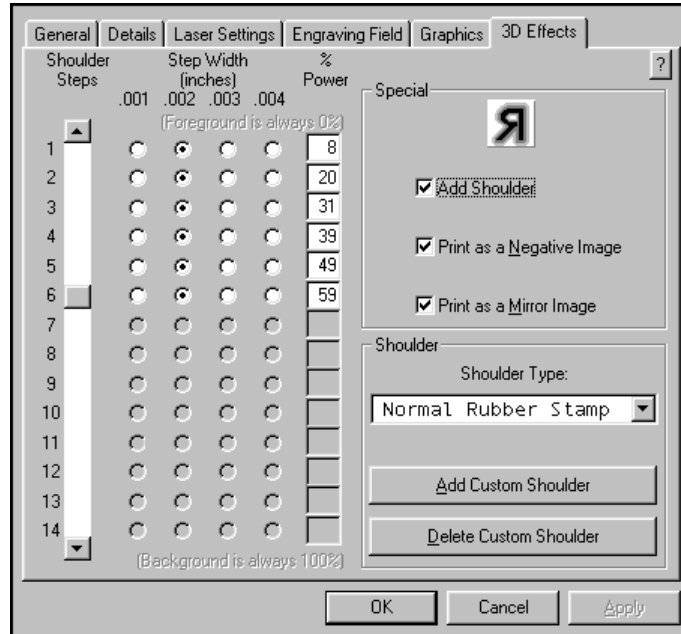 General Details Laser Settings Engraving Field Graphics 3D Effects
Shoulder Steps
Step Width (inches)
% Power
.001 .002 .003 .004
(Foreground is always 0%)
1 8
2 20
3 31
4 39
5 49
6 59
7
8
9
10
11
12
13
14
(Background is always 100%)
?
Special
R
Add Shoulder
Print as a Negative Image
Print as a Mirror Image
Shoulder
Shoulder Type:
Normal Rubber Stamp
Add Custom Shoulder
Delete Custom Shoulder
OK Cancel Apply